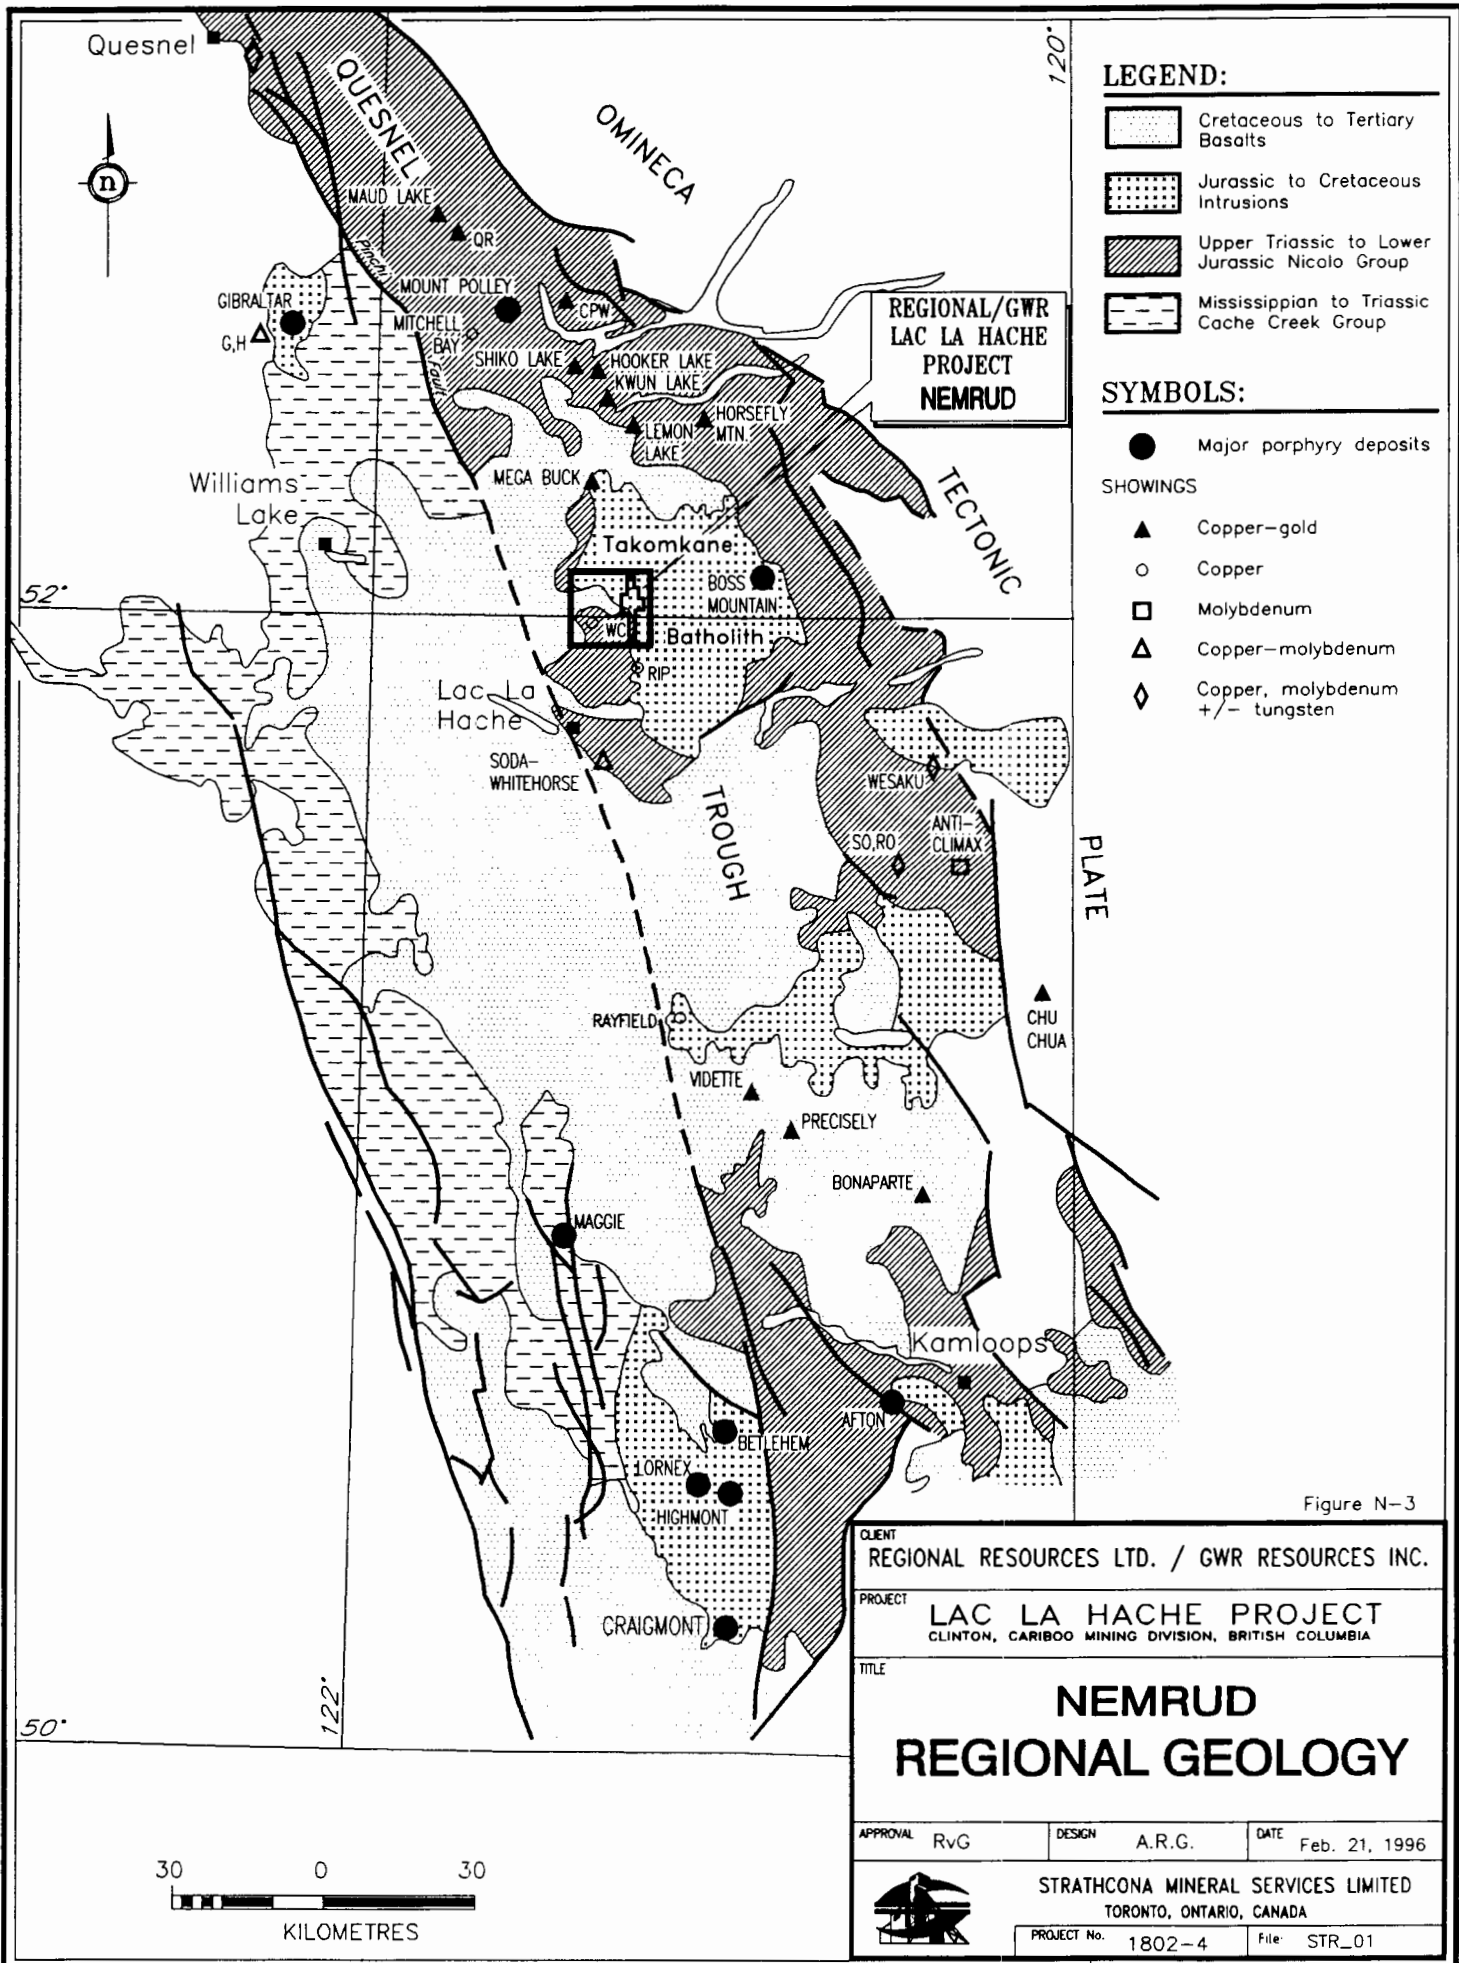 Quesnel
QUESNEL
OMINECA
120°
n
MAUD LAKE
QR
Pinchi
Fault
GIBRALTAR
G,H
MOUNT POLLEY
MITCHELL
BAY
CPW
SHIKO LAKE
HOOKER LAKE
KWUN LAKE
LEMON
LAKE
HORSEFLY
MTN.
MEGA BUCK
REGIONAL/GWR
LAC LA HACHE
PROJECT
NEMRUD
Williams
Lake
TECTONIC
Takomkane
BOSS
MOUNTAIN
52°
WC
Batholith
RIP
Lac La
Hache
SODA-
WHITEHORSE
TROUGH
WESAKU
SO,RO
ANTI-
CLIMAX
PLATE
RAYFIELD
CHU
CHUA
VIDETTE
PRECISELY
BONAPARTE
MAGGIE
Kamloops
AFTON
BETLEHEM
LORNEX
HIGHMONT
CRAIGMONT
122°
50°
LEGEND:
Cretaceous to Tertiary
Basalts
Jurassic to Cretaceous
Intrusions
Upper Triassic to Lower
Jurassic Nicolo Group
Mississippian to Triassic
Cache Creek Group
SYMBOLS:
Major porphyry deposits
SHOWINGS
Copper-gold
Copper
Molybdenum
Copper-molybdenum
Copper, molybdenum
+/- tungsten
30 0 30
KILOMETRES
Figure N-3
CLIENT
REGIONAL RESOURCES LTD. / GWR RESOURCES INC.
PROJECT
LAC LA HACHE PROJECT
CLINTON, CARIBOO MINING DIVISION, BRITISH COLUMBIA
TITLE
NEMRUD
REGIONAL GEOLOGY
APPROVAL RvG
DESIGN A.R.G.
DATE Feb. 21, 1996
STRATHCONA MINERAL SERVICES LIMITED
TORONTO, ONTARIO, CANADA
PROJECT No. 1802-4
File: STR_01